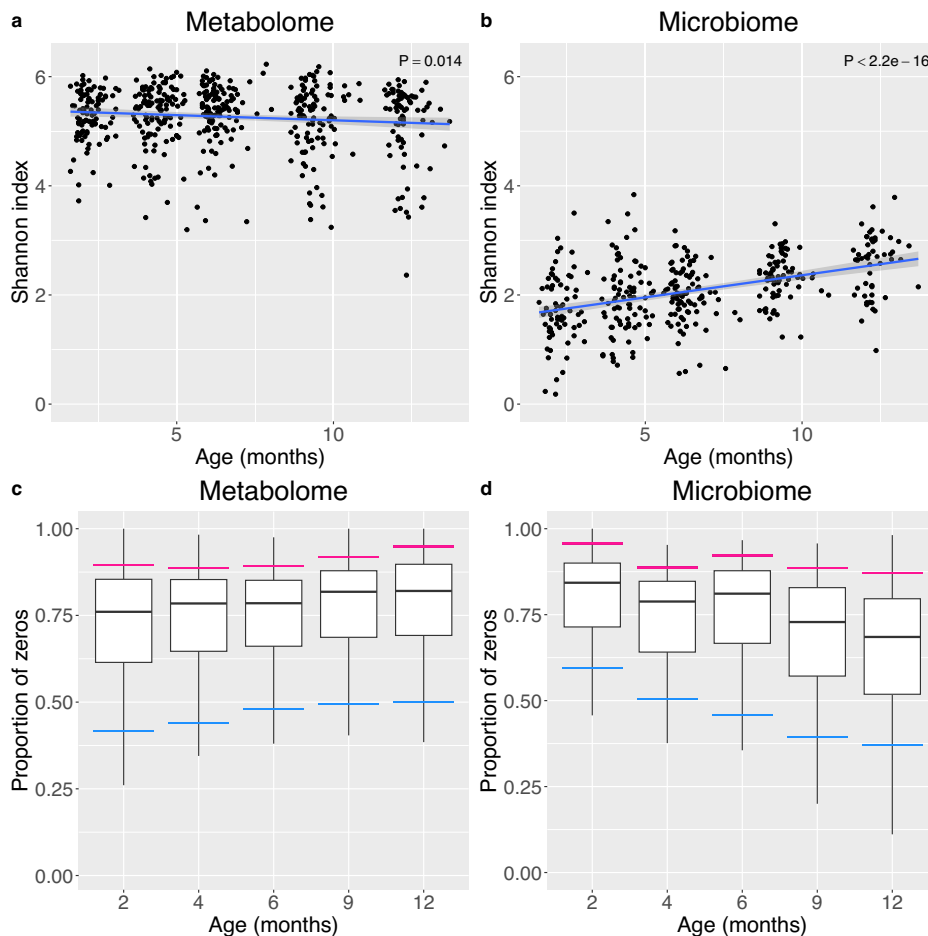 a Metabolome
P = 0.014
Shannon index
6
4
2
0
5 10
Age (months)
b Microbiome
P < 2.2e − 16
Shannon index
6
4
2
0
5 10
Age (months)
c Metabolome
Proportion of zeros
1.00
0.75
0.50
0.25
0.00
2 4 6 9 12
Age (months)
d Microbiome
Proportion of zeros
1.00
0.75
0.50
0.25
0.00
2 4 6 9 12
Age (months)